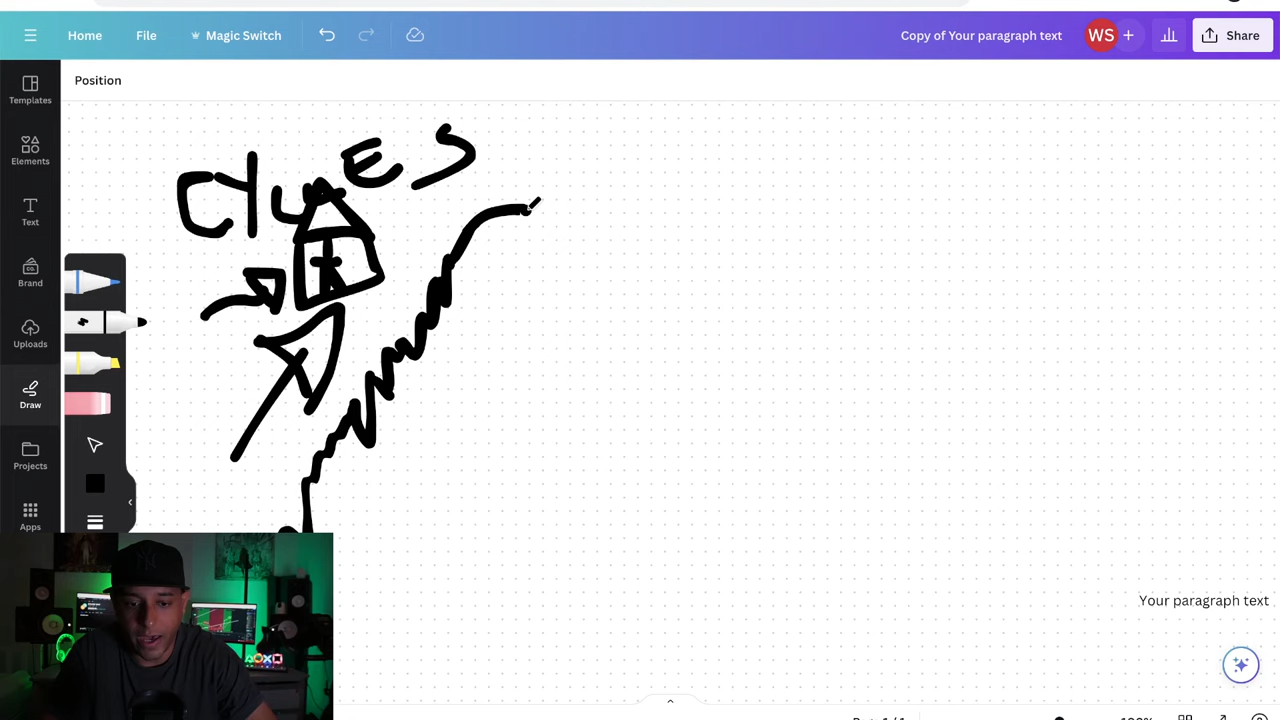 Home File Magic Switch Copy of Your paragraph text WS + Share
Position
Templates
Elements
Text
Brand
Uploads
Draw
Projects
Apps
CYCLES
Your paragraph text